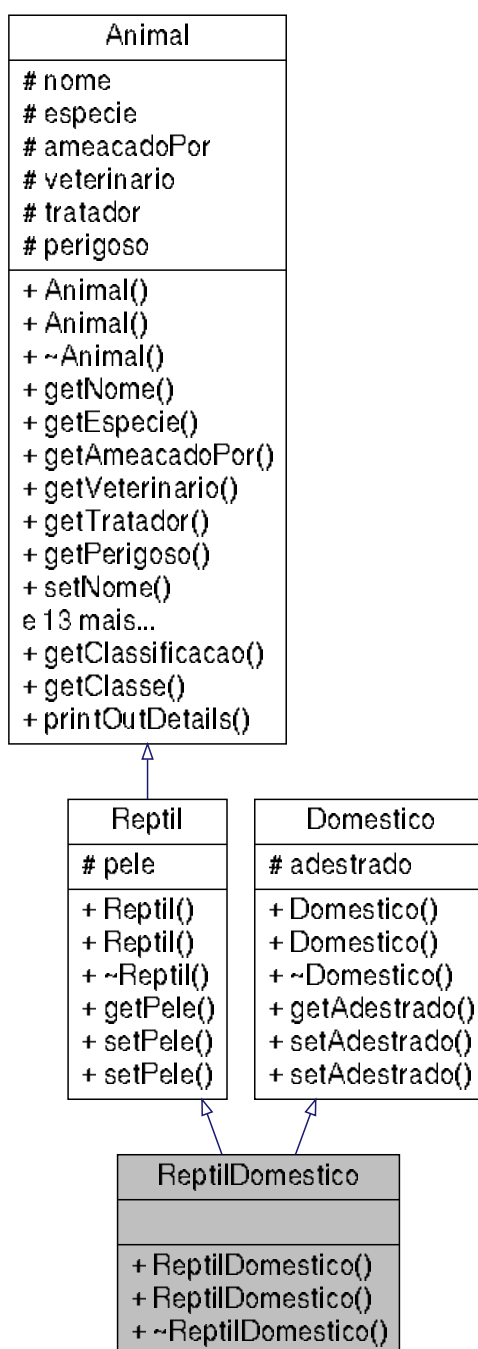 Animal
# nome
# especie
# ameacadoPor
# veterinario
# tratador
# perigoso
+ Animal()
+ Animal()
+ ~Animal()
+ getNome()
+ getEspecie()
+ getAmeacadoPor()
+ getVeterinario()
+ getTratador()
+ getPerigoso()
+ setNome()
e 13 mais...
+ getClassificacao()
+ getClasse()
+ printOutDetails()
Reptil
# pele
+ Reptil()
+ Reptil()
+ ~Reptil()
+ getPele()
+ setPele()
+ setPele()
Domestico
# adestrado
+ Domestico()
+ Domestico()
+ ~Domestico()
+ getAdestrado()
+ setAdestrado()
+ setAdestrado()
ReptilDomestico
+ ReptilDomestico()
+ ReptilDomestico()
+ ~ReptilDomestico()